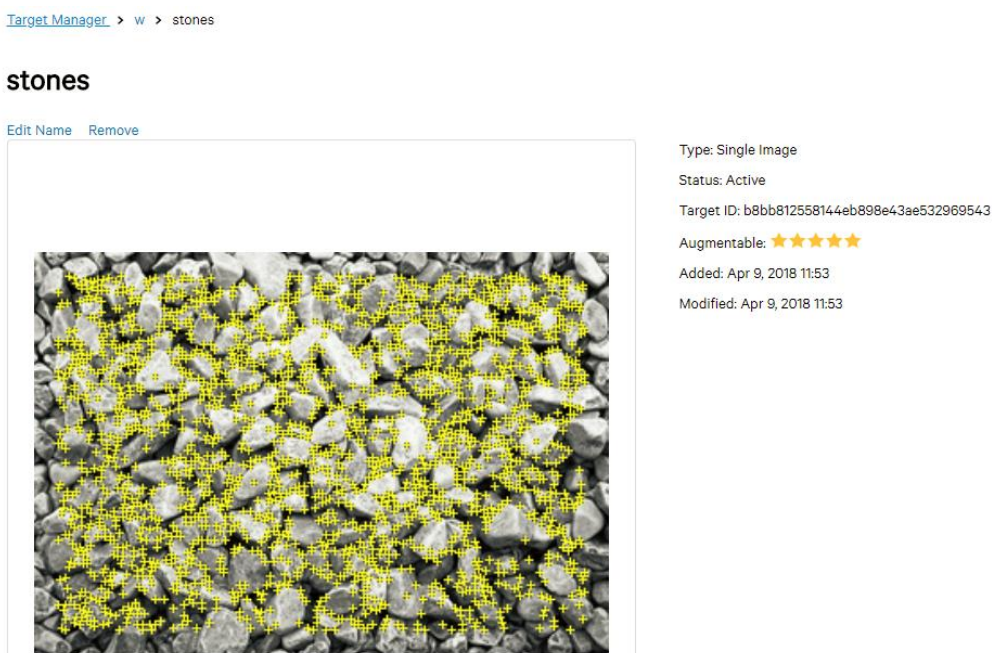 Target Manager > w > stones
stones
Edit Name Remove
Type: Single Image
Status: Active
Target ID: b8bb812558144eb898e43ae532969543
Augmentable:
Added: Apr 9, 2018 11:53
Modified: Apr 9, 2018 11:53